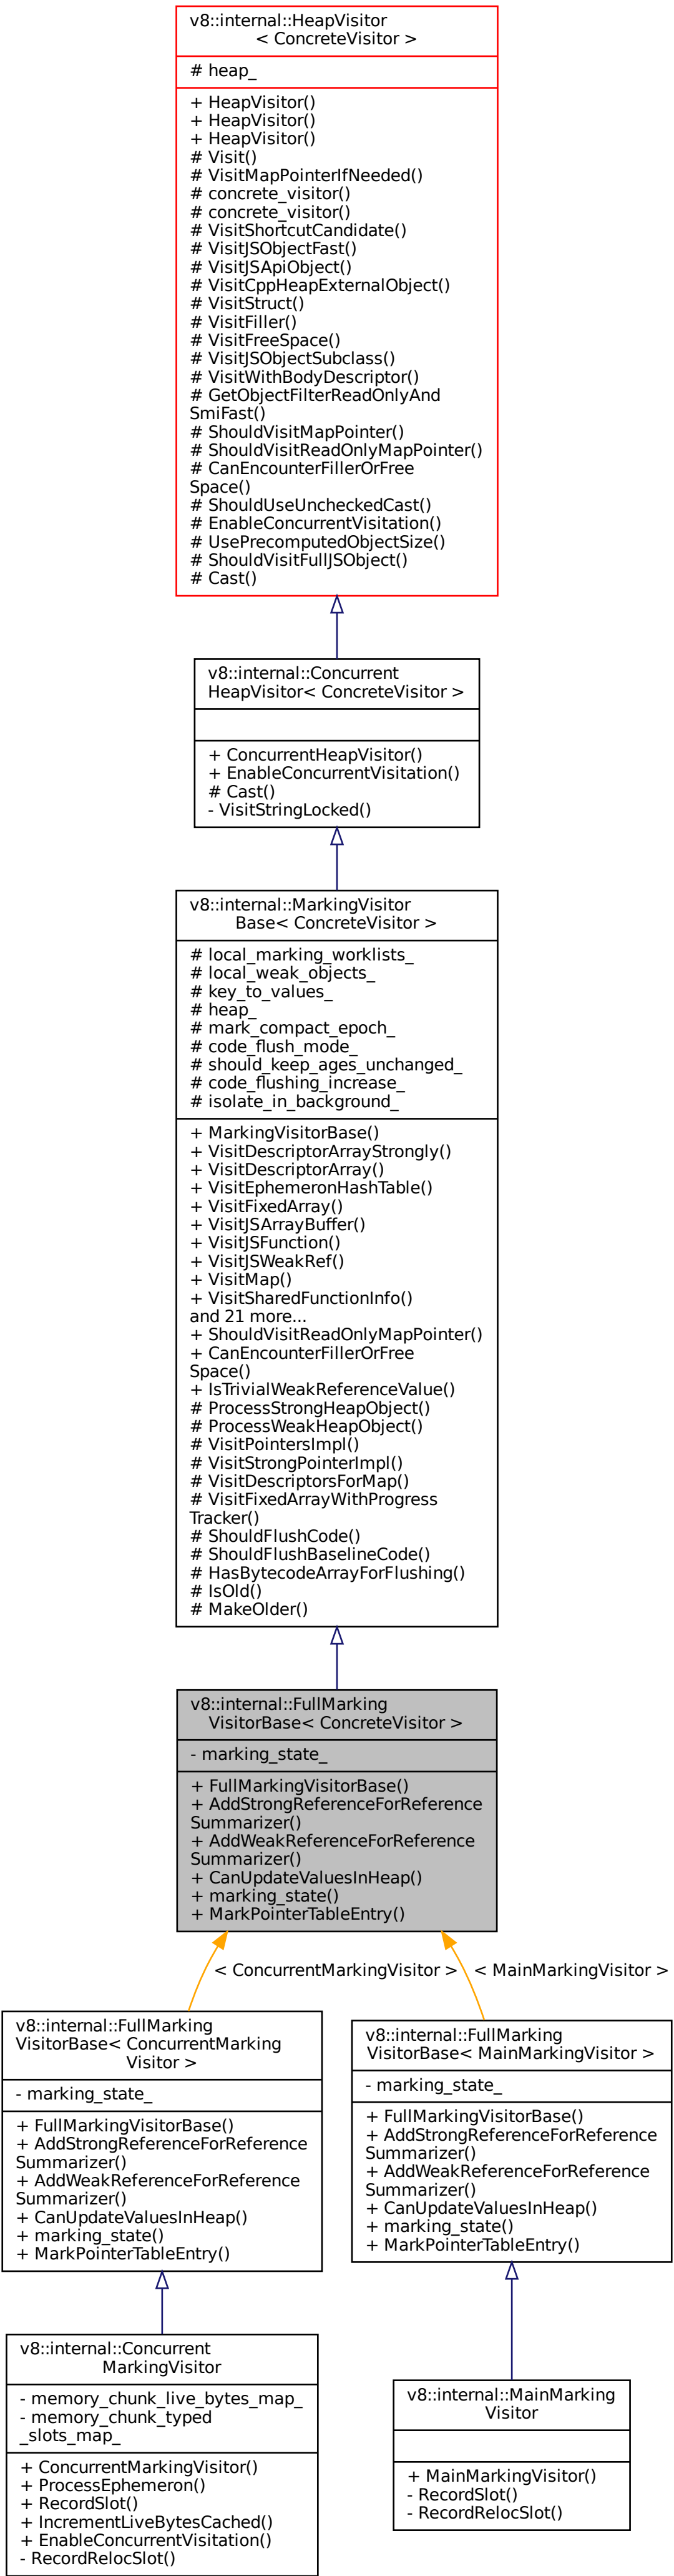 v8::internal::HeapVisitor
< ConcreteVisitor >
# heap_
+ HeapVisitor()
+ HeapVisitor()
+ HeapVisitor()
# Visit()
# VisitMapPointerIfNeeded()
# concrete_visitor()
# concrete_visitor()
# VisitShortcutCandidate()
# VisitJSObjectFast()
# VisitJSApiObject()
# VisitCppHeapExternalObject()
# VisitStruct()
# VisitFiller()
# VisitFreeSpace()
# VisitJSObjectSubclass()
# VisitWithBodyDescriptor()
# GetObjectFilterReadOnlyAnd
SmiFast()
# ShouldVisitMapPointer()
# ShouldVisitReadOnlyMapPointer()
# CanEncounterFillerOrFree
Space()
# ShouldUseUncheckedCast()
# EnableConcurrentVisitation()
# UsePrecomputedObjectSize()
# ShouldVisitFullJSObject()
# Cast()
v8::internal::Concurrent
HeapVisitor< ConcreteVisitor >
+ ConcurrentHeapVisitor()
+ EnableConcurrentVisitation()
# Cast()
- VisitStringLocked()
v8::internal::MarkingVisitor
Base< ConcreteVisitor >
# local_marking_worklists_
# local_weak_objects_
# key_to_values_
# heap_
# mark_compact_epoch_
# code_flush_mode_
# should_keep_ages_unchanged_
# code_flushing_increase_
# isolate_in_background_
+ MarkingVisitorBase()
+ VisitDescriptorArrayStrongly()
+ VisitDescriptorArray()
+ VisitEphemeronHashTable()
+ VisitFixedArray()
+ VisitJSArrayBuffer()
+ VisitJSFunction()
+ VisitJSWeakRef()
+ VisitMap()
+ VisitSharedFunctionInfo()
and 21 more...
+ ShouldVisitReadOnlyMapPointer()
+ CanEncounterFillerOrFree
Space()
+ IsTrivialWeakReferenceValue()
# ProcessStrongHeapObject()
# ProcessWeakHeapObject()
# VisitPointersImpl()
# VisitStrongPointerImpl()
# VisitDescriptorsForMap()
# VisitFixedArrayWithProgress
Tracker()
# ShouldFlushCode()
# ShouldFlushBaselineCode()
# HasBytecodeArrayForFlushing()
# IsOld()
# MakeOlder()
v8::internal::FullMarking
VisitorBase< ConcreteVisitor >
- marking_state_
+ FullMarkingVisitorBase()
+ AddStrongReferenceForReference
Summarizer()
+ AddWeakReferenceForReference
Summarizer()
+ CanUpdateValuesInHeap()
+ marking_state()
+ MarkPointerTableEntry()
< ConcurrentMarkingVisitor >
< MainMarkingVisitor >
v8::internal::FullMarking
VisitorBase< ConcurrentMarking
Visitor >
- marking_state_
+ FullMarkingVisitorBase()
+ AddStrongReferenceForReference
Summarizer()
+ AddWeakReferenceForReference
Summarizer()
+ CanUpdateValuesInHeap()
+ marking_state()
+ MarkPointerTableEntry()
v8::internal::FullMarking
VisitorBase< MainMarkingVisitor >
- marking_state_
+ FullMarkingVisitorBase()
+ AddStrongReferenceForReference
Summarizer()
+ AddWeakReferenceForReference
Summarizer()
+ CanUpdateValuesInHeap()
+ marking_state()
+ MarkPointerTableEntry()
v8::internal::Concurrent
MarkingVisitor
- memory_chunk_live_bytes_map_
- memory_chunk_typed
_slots_map_
+ ConcurrentMarkingVisitor()
+ ProcessEphemeron()
+ RecordSlot()
+ IncrementLiveBytesCached()
+ EnableConcurrentVisitation()
- RecordRelocSlot()
v8::internal::MainMarking
Visitor
+ MainMarkingVisitor()
- RecordSlot()
- RecordRelocSlot()